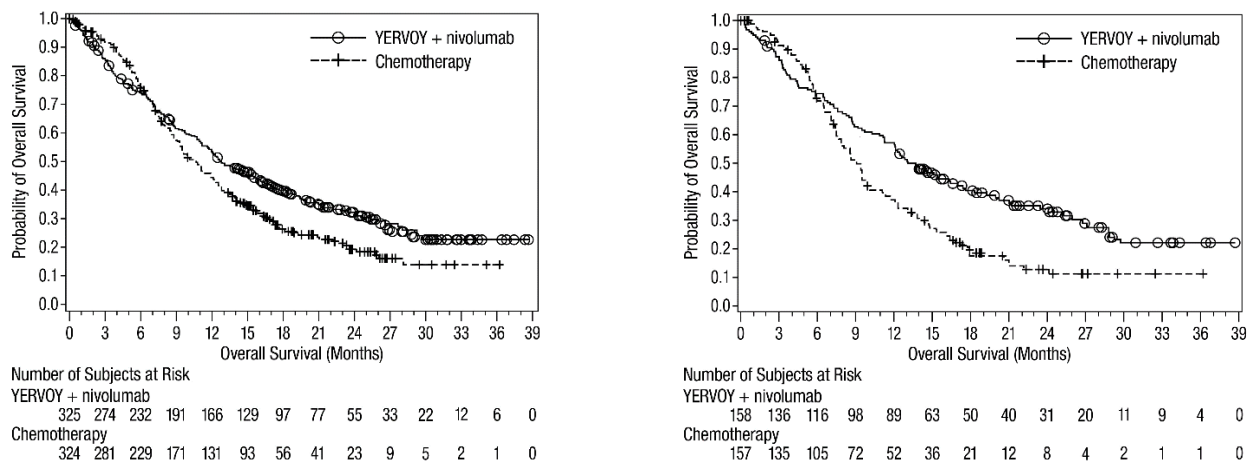 1.0
0.9
0.8
0.7
0.6
0.5
0.4
0.3
0.2
0.1
0.0
Probability of Overall Survival
YERVOY + nivolumab
Chemotherapy
0 3 6 9 12 15 18 21 24 27 30 33 36 39
Overall Survival (Months)
Number of Subjects at Risk
YERVOY + nivolumab
325 274 232 191 166 129 97 77 55 33 22 12 6 0
Chemotherapy
324 281 229 171 131 93 56 41 23 9 5 2 1 0
1.0
0.9
0.8
0.7
0.6
0.5
0.4
0.3
0.2
0.1
0.0
Probability of Overall Survival
YERVOY + nivolumab
Chemotherapy
0 3 6 9 12 15 18 21 24 27 30 33 36 39
Overall Survival (Months)
Number of Subjects at Risk
YERVOY + nivolumab
158 136 116 98 89 63 50 40 31 20 11 9 4 0
Chemotherapy
157 135 105 72 52 36 21 12 8 4 2 1 1 0